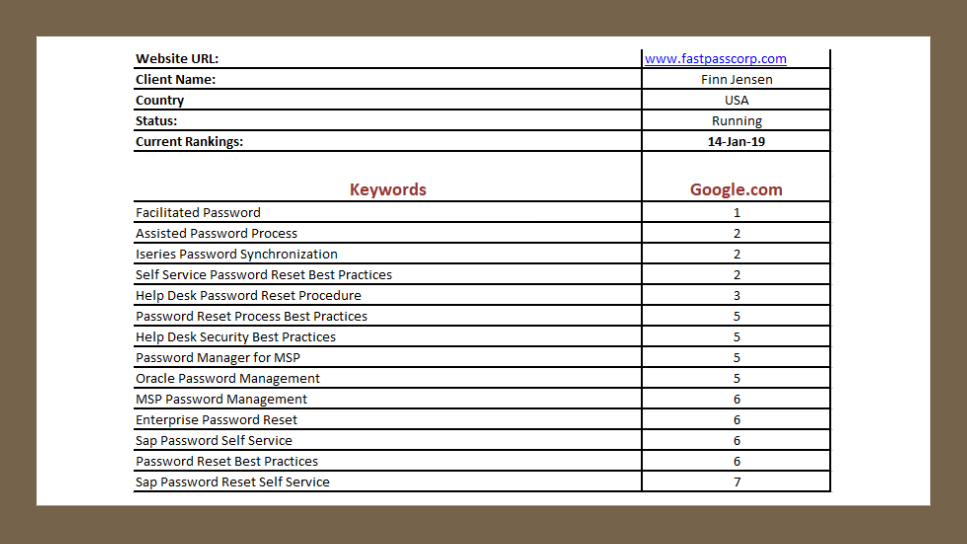 Website URL: www.fastpasscorp.com
Client Name: Finn Jensen
Country USA
Status: Running
Current Rankings: 14-Jan-19
Keywords Google.com
Facilitated Password 1
Assisted Password Process 2
Iseries Password Synchronization 2
Self Service Password Reset Best Practices 2
Help Desk Password Reset Procedure 3
Password Reset Process Best Practices 5
Help Desk Security Best Practices 5
Password Manager for MSP 5
Oracle Password Management 5
MSP Password Management 6
Enterprise Password Reset 6
Sap Password Self Service 6
Password Reset Best Practices 6
Sap Password Reset Self Service 7